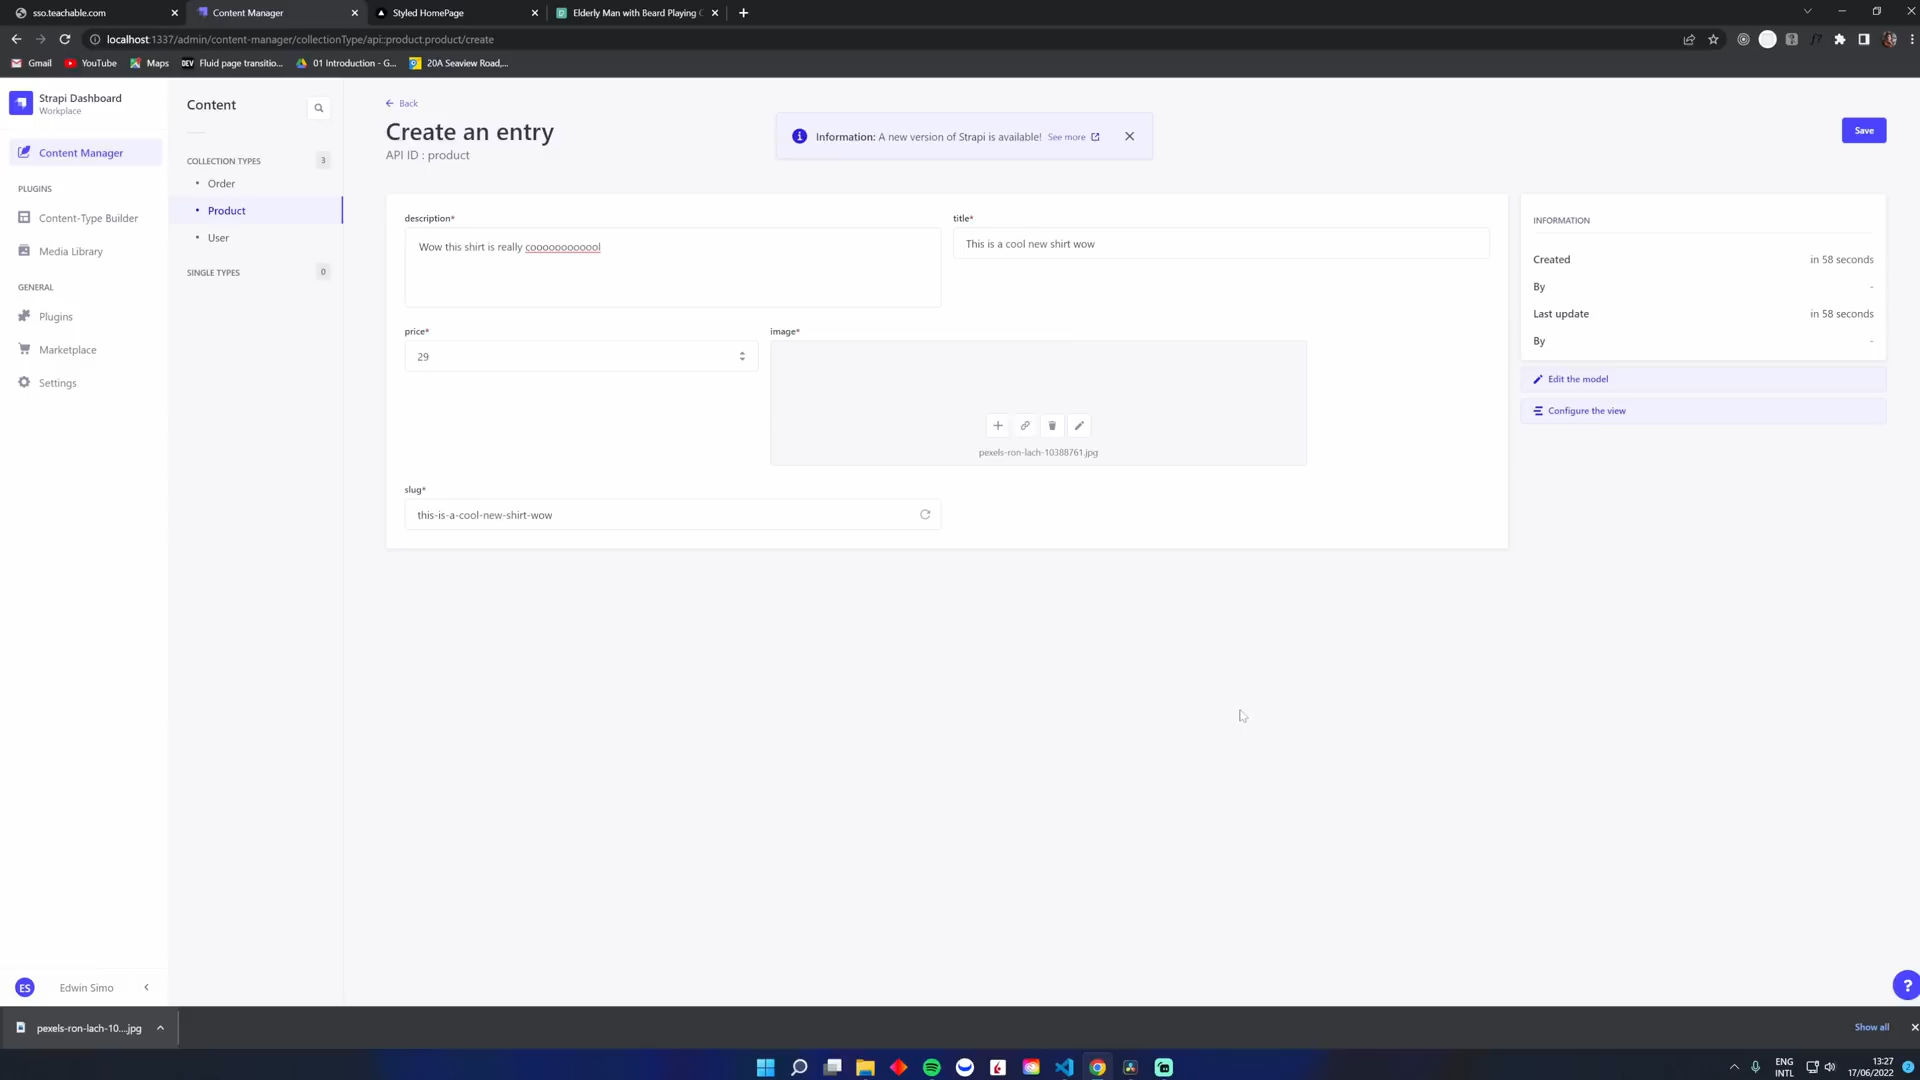 sso.teachable.com
Content Manager
Styled HomePage
Elderly Man with Beard Playing
localhost:1337/admin/content-manager/collectionType/api::product.product/create
Gmail
YouTube
Maps
DEV Fluid page transitio...
01 Introduction - G...
20A Seaview Road,...
Strapi Dashboard
Workplace
Content Manager
PLUGINS
Content-Type Builder
Media Library
GENERAL
Plugins
Marketplace
Settings
Content
COLLECTION TYPES 3
Order
Product
User
SINGLE TYPES 0
Back
Create an entry
API ID : product
Information: A new version of Strapi is available! See more
Save
description*
Wow this shirt is really cooooooooooool
title*
This is a cool new shirt wow
price*
29
image*
pexels-ron-lach-10388761.jpg
slug*
this-is-a-cool-new-shirt-wow
INFORMATION
Created in 58 seconds
By -
Last update in 58 seconds
By -
Edit the model
Configure the view
ES Edwin Simo
?
pexels-ron-lach-10....jpg
Show all
ENG
INTL
13:27
17/06/2022
2